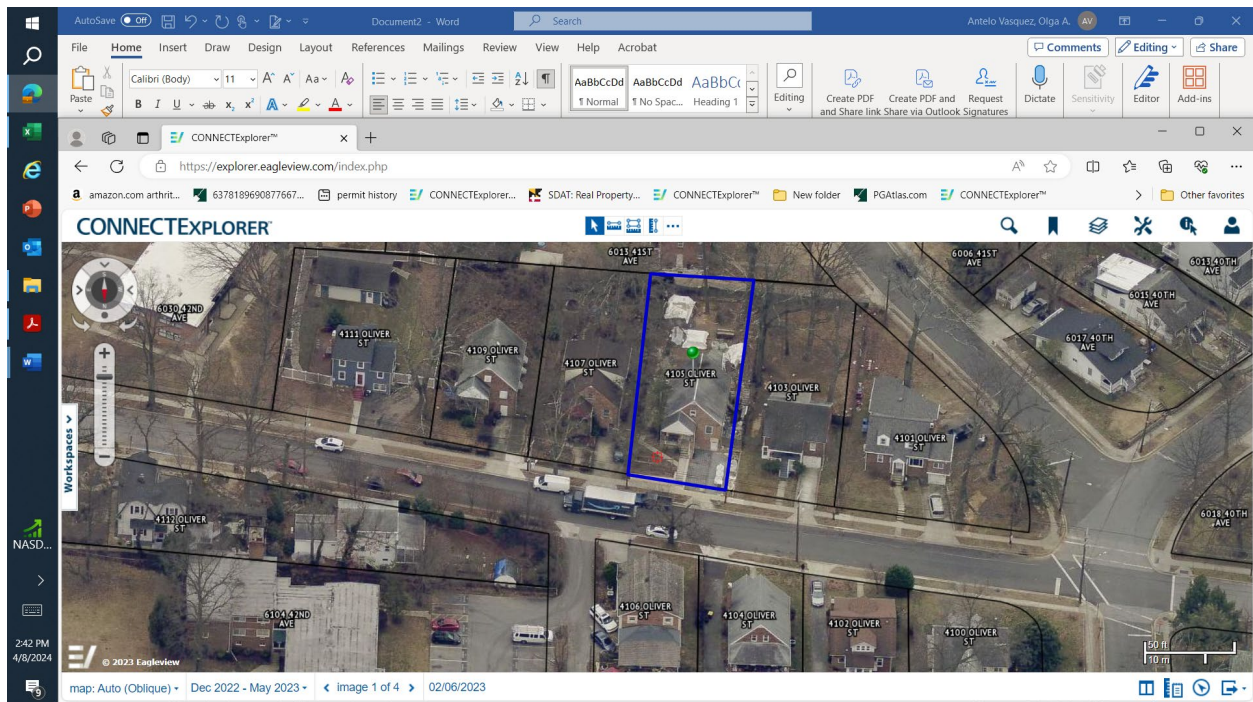 AutoSave Off Document2 - Word Search Antelo Vasquez, Olga A. AV
File Home Insert Draw Design Layout References Mailings Review View Help Acrobat Comments Editing Share
Paste Calibri (Body) 11 A^ A˅ Aa A
B I U ab x₂ x² A A
AaBbCcDd AaBbCcDd AaBbCc
¶ Normal ¶ No Spac... Heading 1
Editing Create PDF and Share link Create PDF and Share via Outlook Request Signatures Dictate Sensitivity Editor Add-ins
CONNECTExplorer™
https://explorer.eagleview.com/index.php
amazon.com arthrit... 6378189690877667... permit history CONNECTExplorer... SDAT: Real Property... CONNECTExplorer™ New folder PGAtlas.com CONNECTExplorer™ Other favorites
CONNECTEXPLORER™
6013 41ST
AVE
6006 41ST
AVE
6013 40TH
AVE
6030 42ND
AVE
6015 40TH
AVE
4111 OLIVER
ST
4109 OLIVER
ST
6017 40TH
AVE
4107 OLIVER
ST
4105 OLIVER
ST
4103 OLIVER
ST
4101 OLIVER
ST
Workspaces
4112 OLIVER
ST
6018 40TH
AVE
6104 42ND
AVE
4106 OLIVER
ST
4104 OLIVER
ST
4102 OLIVER
ST
4100 OLIVER
ST
50 ft
10 m
© 2023 Eagleview
NASD...
2:42 PM
4/8/2024
9
map: Auto (Oblique) Dec 2022 - May 2023 image 1 of 4 02/06/2023